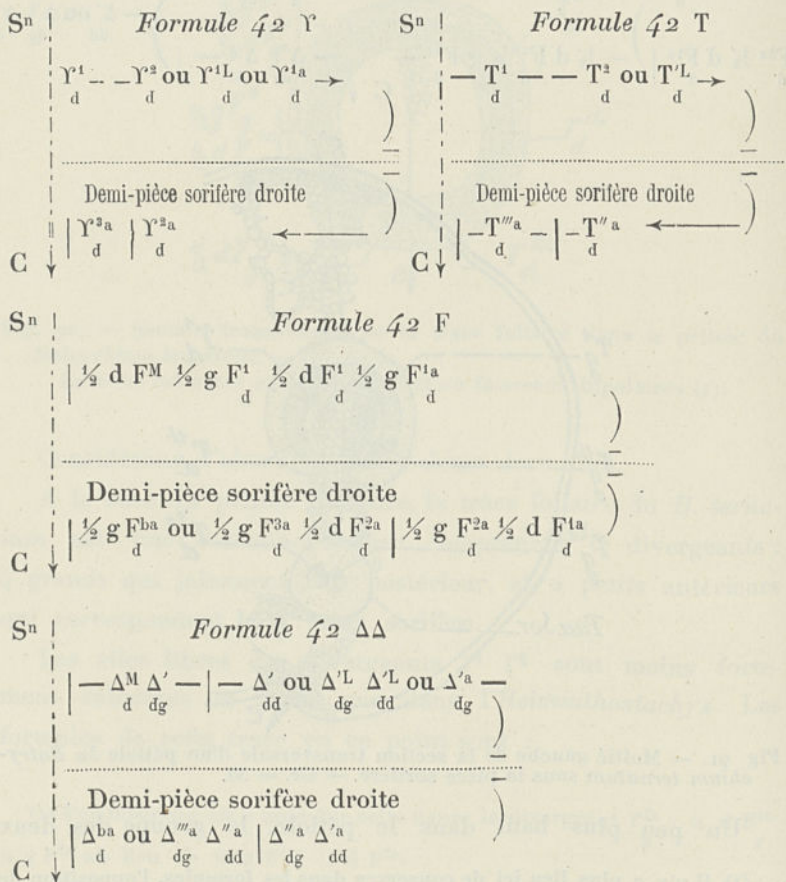 Sⁿ Formule 42 ϒ
ϒ¹ – – ϒ² ou ϒ¹ᴸ ou ϒ¹ᵃ →
d d d d
Demi-pièce sorifère droite
| ϒ³ᵃ | ϒ²ᵃ ←
d d
C
Sⁿ Formule 42 T
— T¹ — — T² ou T'ᴸ →
d d d
Demi-pièce sorifère droite
| – T'''ᵃ – | – T''ᵃ ←
d d
C
Sⁿ Formule 42 F
| ½ d Fᴹ ½ g F¹ ½ d F¹ ½ g F¹ᵃ
d d d
Demi-pièce sorifère droite
| ½ g Fᵇᵃ ou ½ g F³ᵃ ½ d F²ᵃ | ½ g F²ᵃ ½ d F¹ᵃ
d d d d d
C
Sⁿ Formule 42 ΔΔ
| — Δᴹ Δ' — | — Δ' ou Δ'ᴸ Δ'ᴸ ou Δ'ᵃ —
d dg dd dg dd dg
Demi-pièce sorifère droite
| Δᵇᵃ ou Δ'''ᵃ Δ''ᵃ | Δ''ᵃ Δ'ᵃ
d dg dd dg dd
C